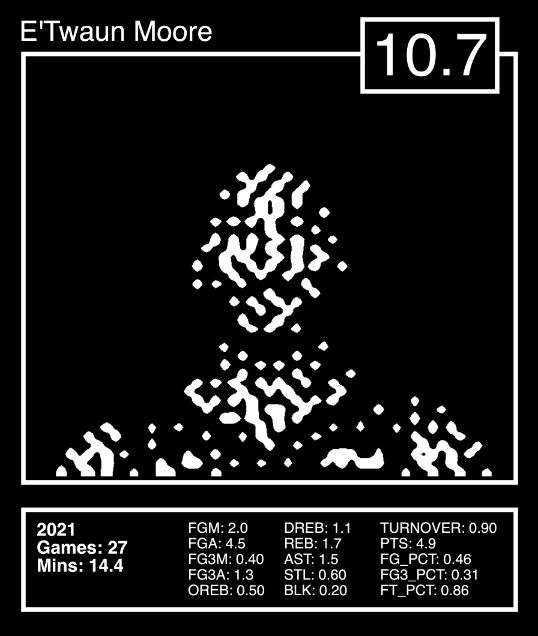 E'Twaun Moore
10.7
2021
Games: 27
Mins: 14.4
FGM: 2.0
FGA: 4.5
FG3M: 0.40
FG3A: 1.3
OREB: 0.50
DREB: 1.1
REB: 1.7
AST: 1.5
STL: 0.60
BLK: 0.20
TURNOVER: 0.90
PTS: 4.9
FG_PCT: 0.46
FG3_PCT: 0.31
FT_PCT: 0.86